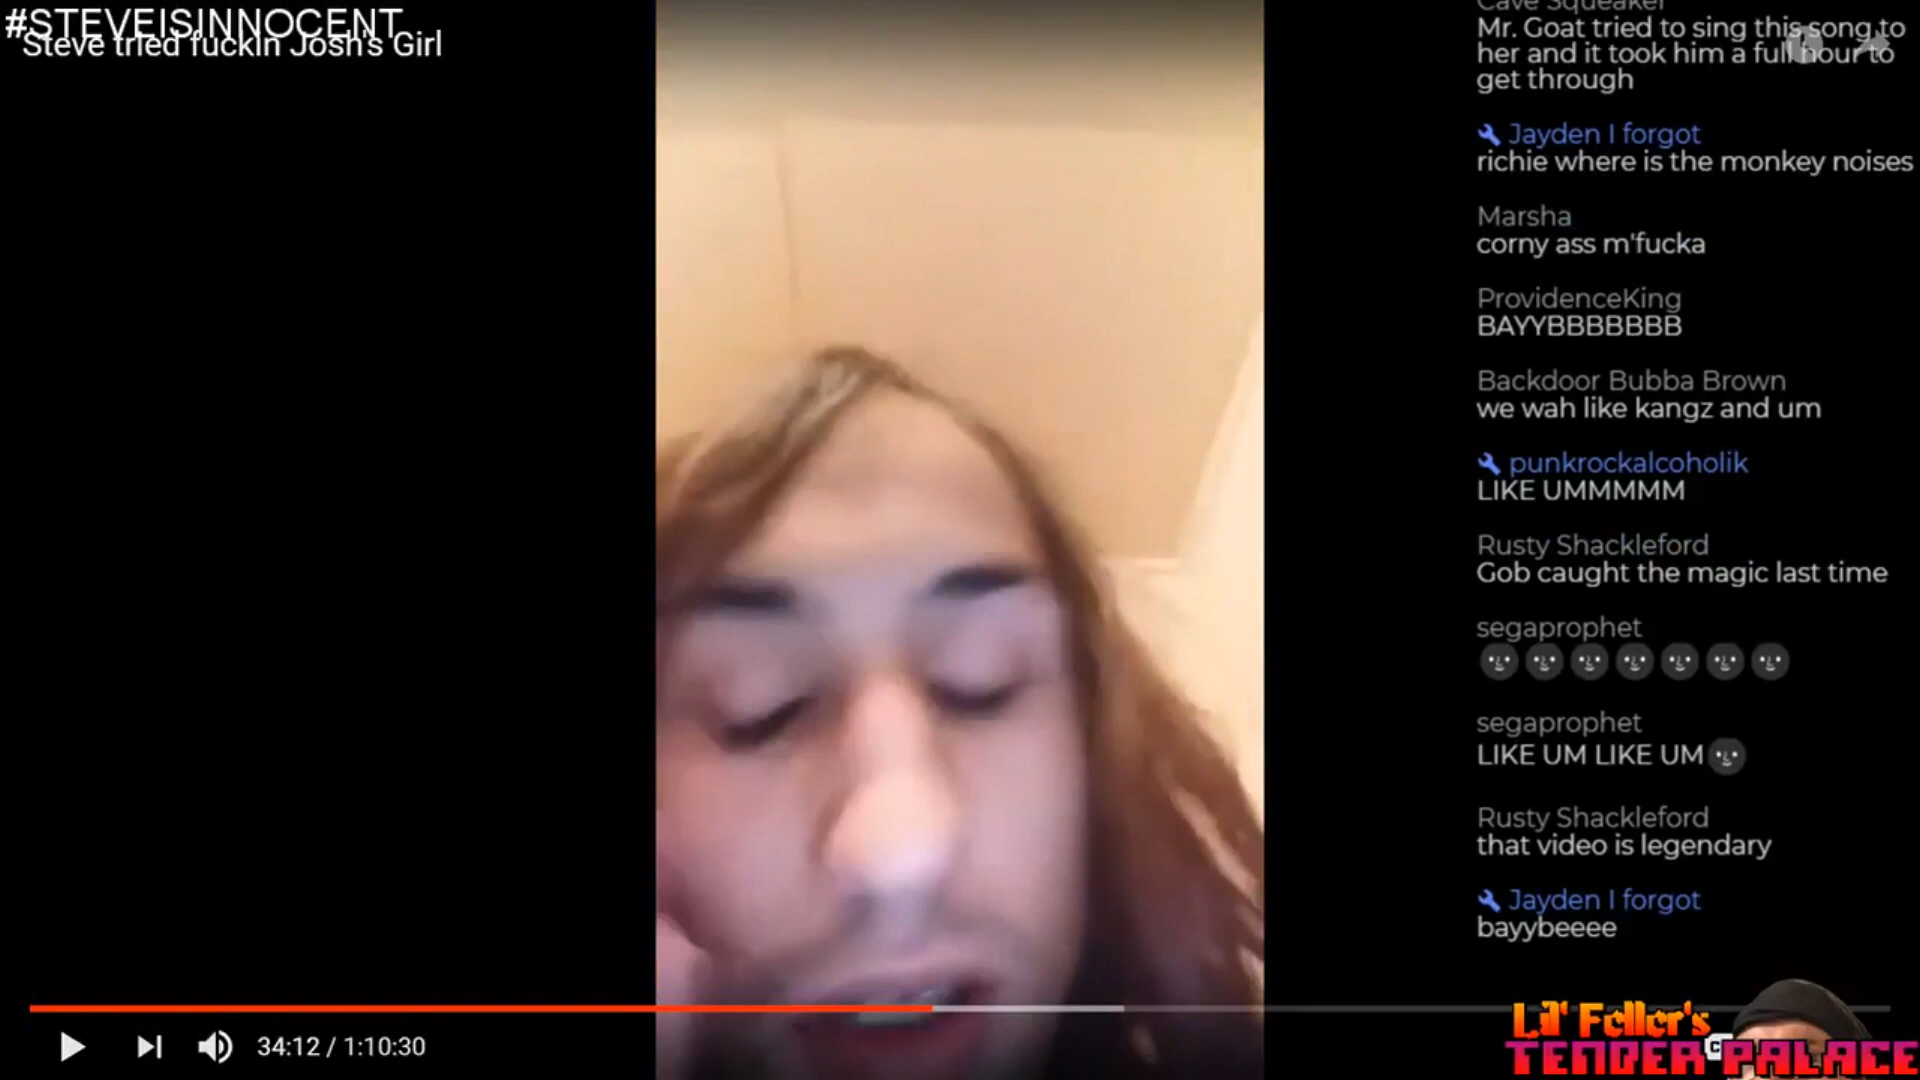 #STEVEISINNOCENT
Steve tried fuckin Josh's Girl
Cave Squeaker
Mr. Goat tried to sing this song to
her and it took him a full hour to
get through
Jayden I forgot
richie where is the monkey noises
Marsha
corny ass m'fucka
ProvidenceKing
BAYYBBBBBBB
Backdoor Bubba Brown
we wah like kangz and um
punkrockalcoholik
LIKE UMMMMM
Rusty Shackleford
Gob caught the magic last time
segaprophet
segaprophet
LIKE UM LIKE UM
Rusty Shackleford
that video is legendary
Jayden I forgot
bayybeeee
34:12 / 1:10:30
Lil' Feller's
TENDER PALACE